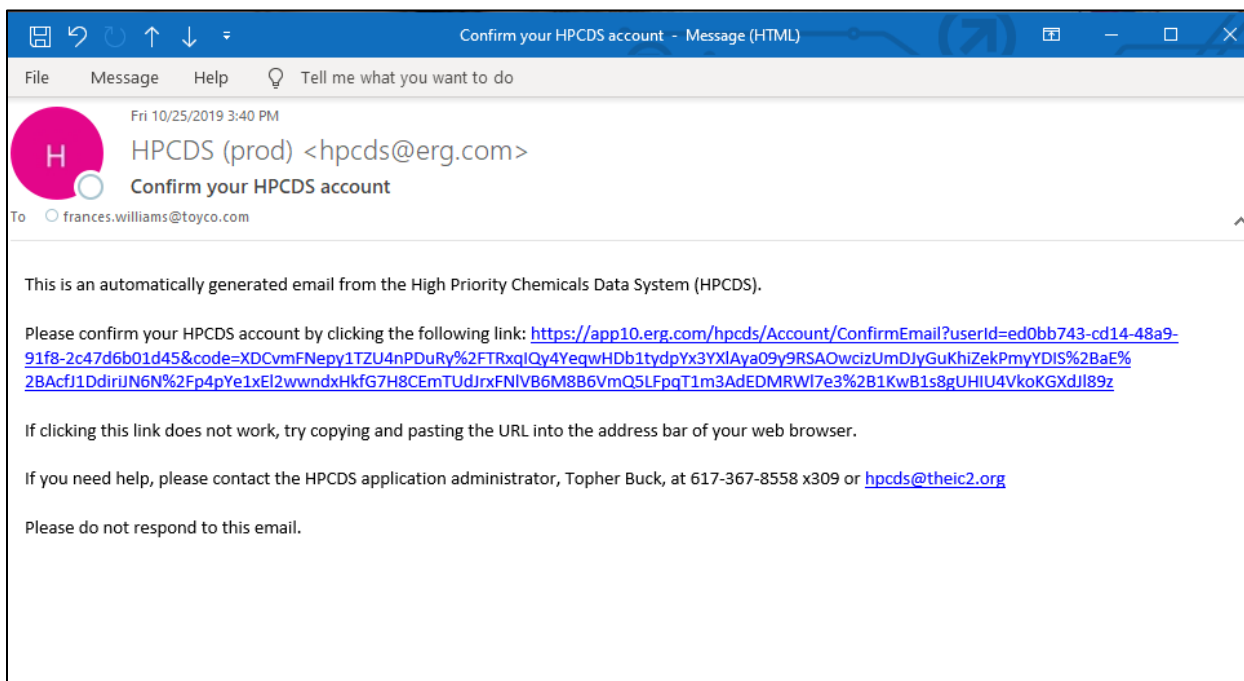 Confirm your HPCDS account - Message (HTML)
File Message Help Tell me what you want to do
Fri 10/25/2019 3:40 PM
H
HPCDS (prod) <hpcds@erg.com>
Confirm your HPCDS account
To frances.williams@toyco.com
This is an automatically generated email from the High Priority Chemicals Data System (HPCDS).
Please confirm your HPCDS account by clicking the following link: https://app10.erg.com/hpcds/Account/ConfirmEmail?userId=ed0bb743-cd14-48a9-
91f8-2c47d6b01d45&code=XDCvmFNepy1TZU4nPDuRy%2FTRxqIQy4YeqwHDb1tydpYx3YXlAya09y9RSAOwcizUmDJyGuKhiZekPmyYDIS%2BaE%
2BAcfJ1DdiriJN6N%2Fp4pYe1xEl2wwndxHkfG7H8CEmTUdJrxFNlVB6M8B6VmQ5LFpqT1m3AdEDMRWl7e3%2B1KwB1s8gUHIU4VkoKGXdJl89z
If clicking this link does not work, try copying and pasting the URL into the address bar of your web browser.
If you need help, please contact the HPCDS application administrator, Topher Buck, at 617-367-8558 x309 or hpcds@theic2.org
Please do not respond to this email.